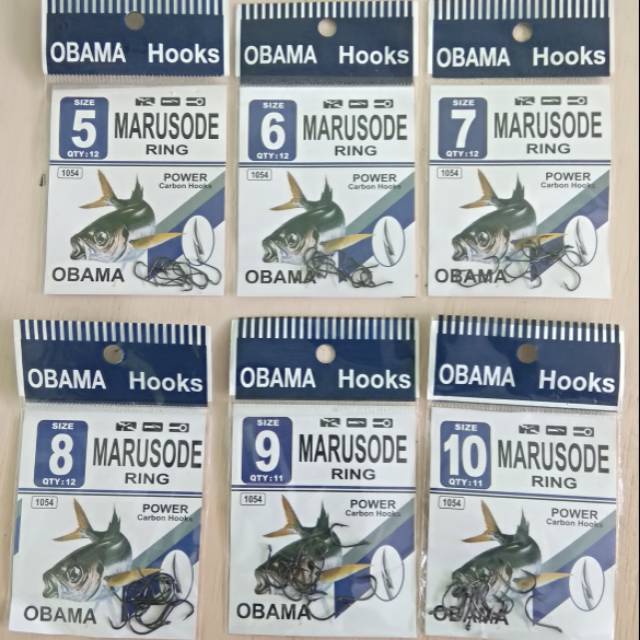 OBAMA Hooks
SIZE
5
QTY:12
MARUSODE
RING
1054
POWER
Carbon Hooks
OBAMA
OBAMA Hooks
SIZE
6
QTY:12
MARUSODE
RING
1054
POWER
Carbon Hooks
OBAMA
OBAMA Hooks
SIZE
7
QTY:12
MARUSODE
RING
1054
POWER
Carbon Hooks
OBAMA
OBAMA Hooks
SIZE
8
QTY:12
MARUSODE
RING
1054
POWER
Carbon Hooks
OBAMA
OBAMA Hooks
SIZE
9
QTY:11
MARUSODE
RING
1054
POWER
Carbon Hooks
OBAMA
OBAMA Hooks
SIZE
10
QTY:11
MARUSODE
RING
1054
POWER
Carbon Hooks
OBAMA